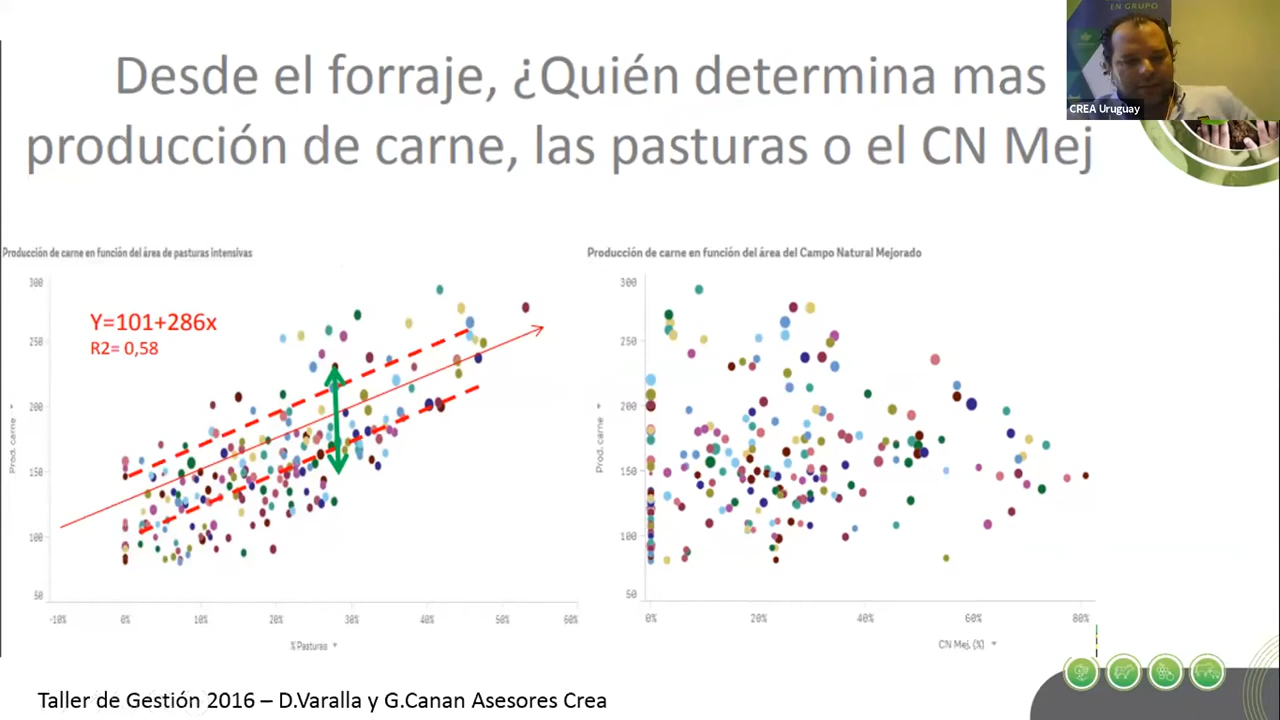 EN GRUPO
CREA Uruguay
Desde el forraje, ¿Quién determina mas
producción de carne, las pasturas o el CN Mej
Producción de carne en función del área de pasturas intensivas
Y=101+286x
R2= 0,58
300
250
200
150
100
50
Prod. carne
-10%
0%
10%
20%
30%
40%
50%
60%
% Pasturas
Producción de carne en función del área del Campo Natural Mejorado
300
250
200
150
100
50
Prod. carne
0%
20%
40%
60%
80%
CN Mej. (%)
Taller de Gestión 2016 – D.Varalla y G.Canan Asesores Crea